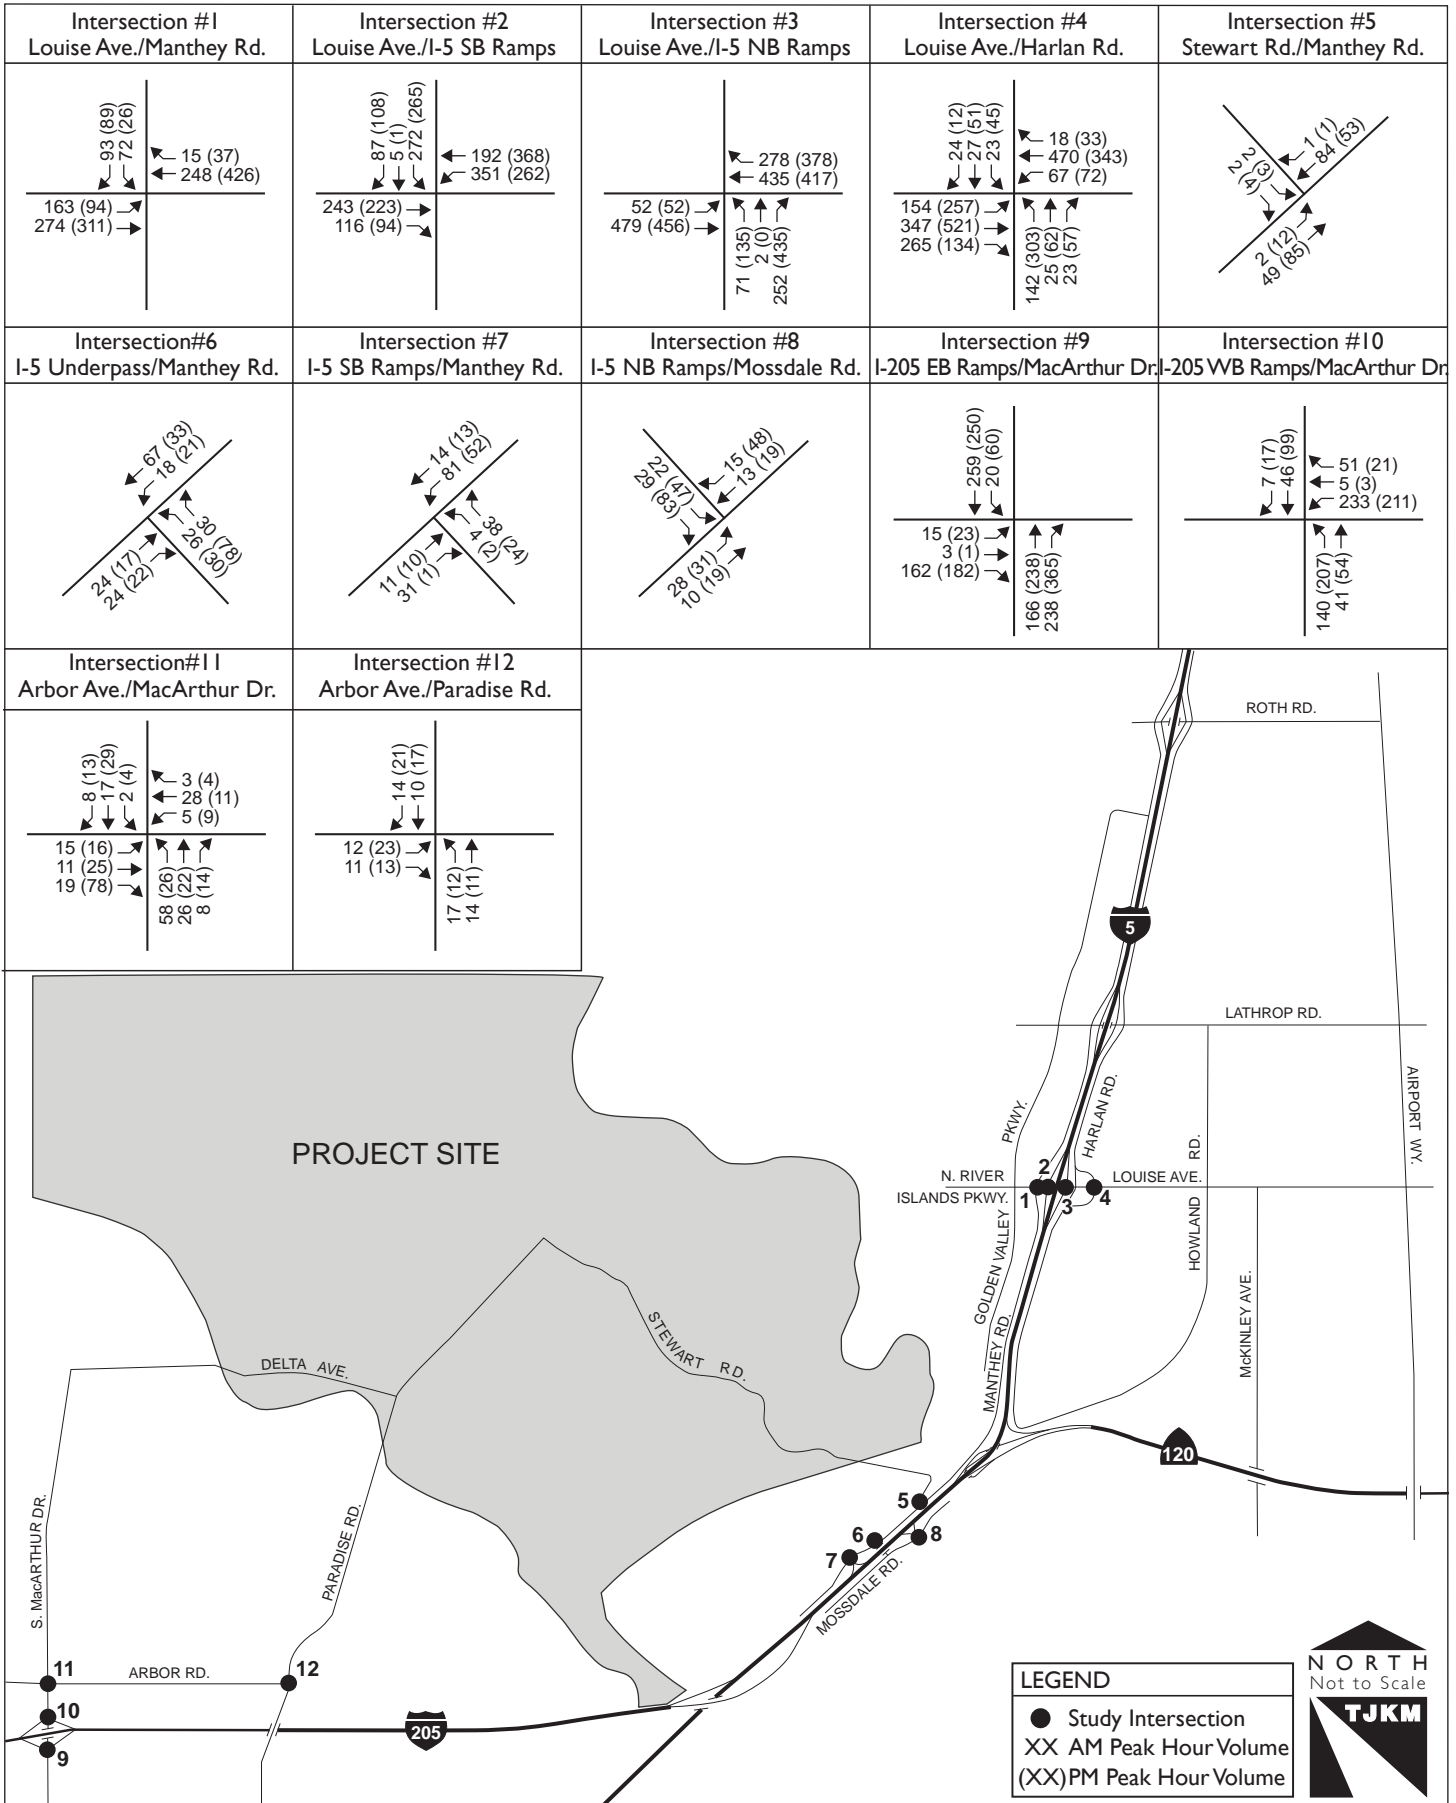 Intersection #1
Louise Ave./Manthey Rd.
93 (89)
72 (26)
15 (37)
248 (426)
163 (94)
274 (311)
Intersection #2
Louise Ave./I-5 SB Ramps
87 (108)
5 (1)
272 (265)
192 (368)
351 (262)
243 (223)
116 (94)
Intersection #3
Louise Ave./I-5 NB Ramps
278 (378)
435 (417)
52 (52)
479 (456)
71 (135)
2 (0)
252 (435)
Intersection #4
Louise Ave./Harlan Rd.
24 (12)
27 (51)
23 (45)
18 (33)
470 (343)
67 (72)
154 (257)
347 (521)
265 (134)
142 (303)
25 (62)
23 (57)
Intersection #5
Stewart Rd./Manthey Rd.
1 (1)
84 (53)
2 (3)
2 (4)
2 (12)
49 (85)
Intersection#6
I-5 Underpass/Manthey Rd.
67 (33)
18 (21)
30 (78)
26 (30)
24 (17)
24 (22)
Intersection #7
I-5 SB Ramps/Manthey Rd.
14 (13)
81 (52)
38 (24)
4 (2)
11 (10)
31 (1)
Intersection #8
I-5 NB Ramps/Mossdale Rd.
22 (47)
29 (83)
15 (48)
13 (19)
28 (31)
10 (19)
Intersection #9
I-205 EB Ramps/MacArthur Dr.
259 (250)
20 (60)
15 (23)
3 (1)
162 (182)
166 (238)
238 (365)
Intersection #10
I-205 WB Ramps/MacArthur Dr.
7 (17)
46 (99)
51 (21)
5 (3)
233 (211)
140 (207)
41 (54)
Intersection#11
Arbor Ave./MacArthur Dr.
8 (13)
17 (29)
2 (4)
3 (4)
28 (11)
5 (9)
15 (16)
11 (25)
19 (78)
58 (26)
26 (22)
8 (14)
Intersection #12
Arbor Ave./Paradise Rd.
14 (21)
10 (17)
12 (23)
11 (13)
17 (12)
14 (11)
ROTH RD.
5
LATHROP RD.
AIRPORT WY.
HARLAN RD.
GOLDEN VALLEY PKWY.
HOWLAND RD.
PROJECT SITE
N. RIVER
ISLANDS PKWY.
LOUISE AVE.
1
2
3
4
McKINLEY AVE.
MANTHEY RD.
STEWART RD.
DELTA AVE.
120
5
6
7
8
MOSSDALE RD.
S. MacARTHUR DR.
PARADISE RD.
11
ARBOR RD.
12
10
9
205
LEGEND
Study Intersection
XX AM Peak Hour Volume
(XX) PM Peak Hour Volume
NORTH
Not to Scale
TJKM